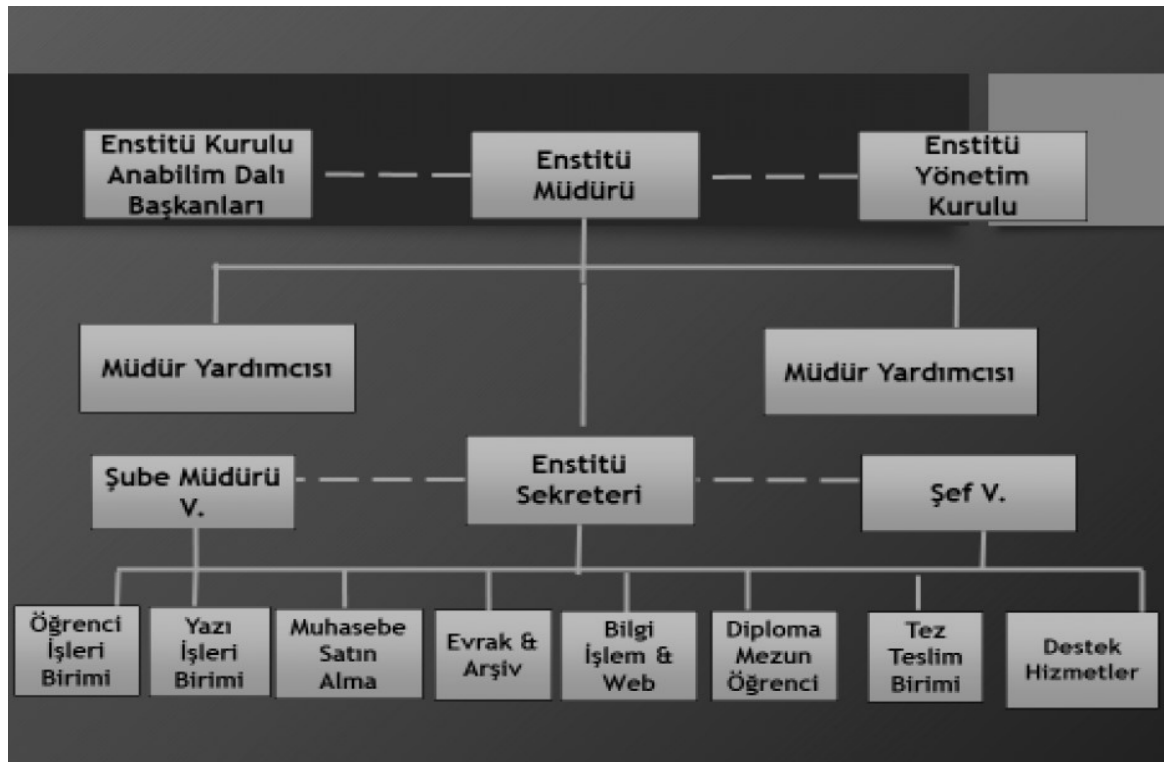 Enstitü Kurulu
Anabilim Dalı
Başkanları
Enstitü
Müdürü
Enstitü
Yönetim
Kurulu
Müdür Yardımcısı
Müdür Yardımcısı
Şube Müdürü
V.
Enstitü
Sekreteri
Şef V.
Öğrenci
İşleri
Birimi
Yazı
İşleri
Birimi
Muhasebe
Satın
Alma
Evrak &
Arşiv
Bilgi
İşlem &
Web
Diploma
Mezun
Öğrenci
Tez
Teslim
Birimi
Destek
Hizmetler